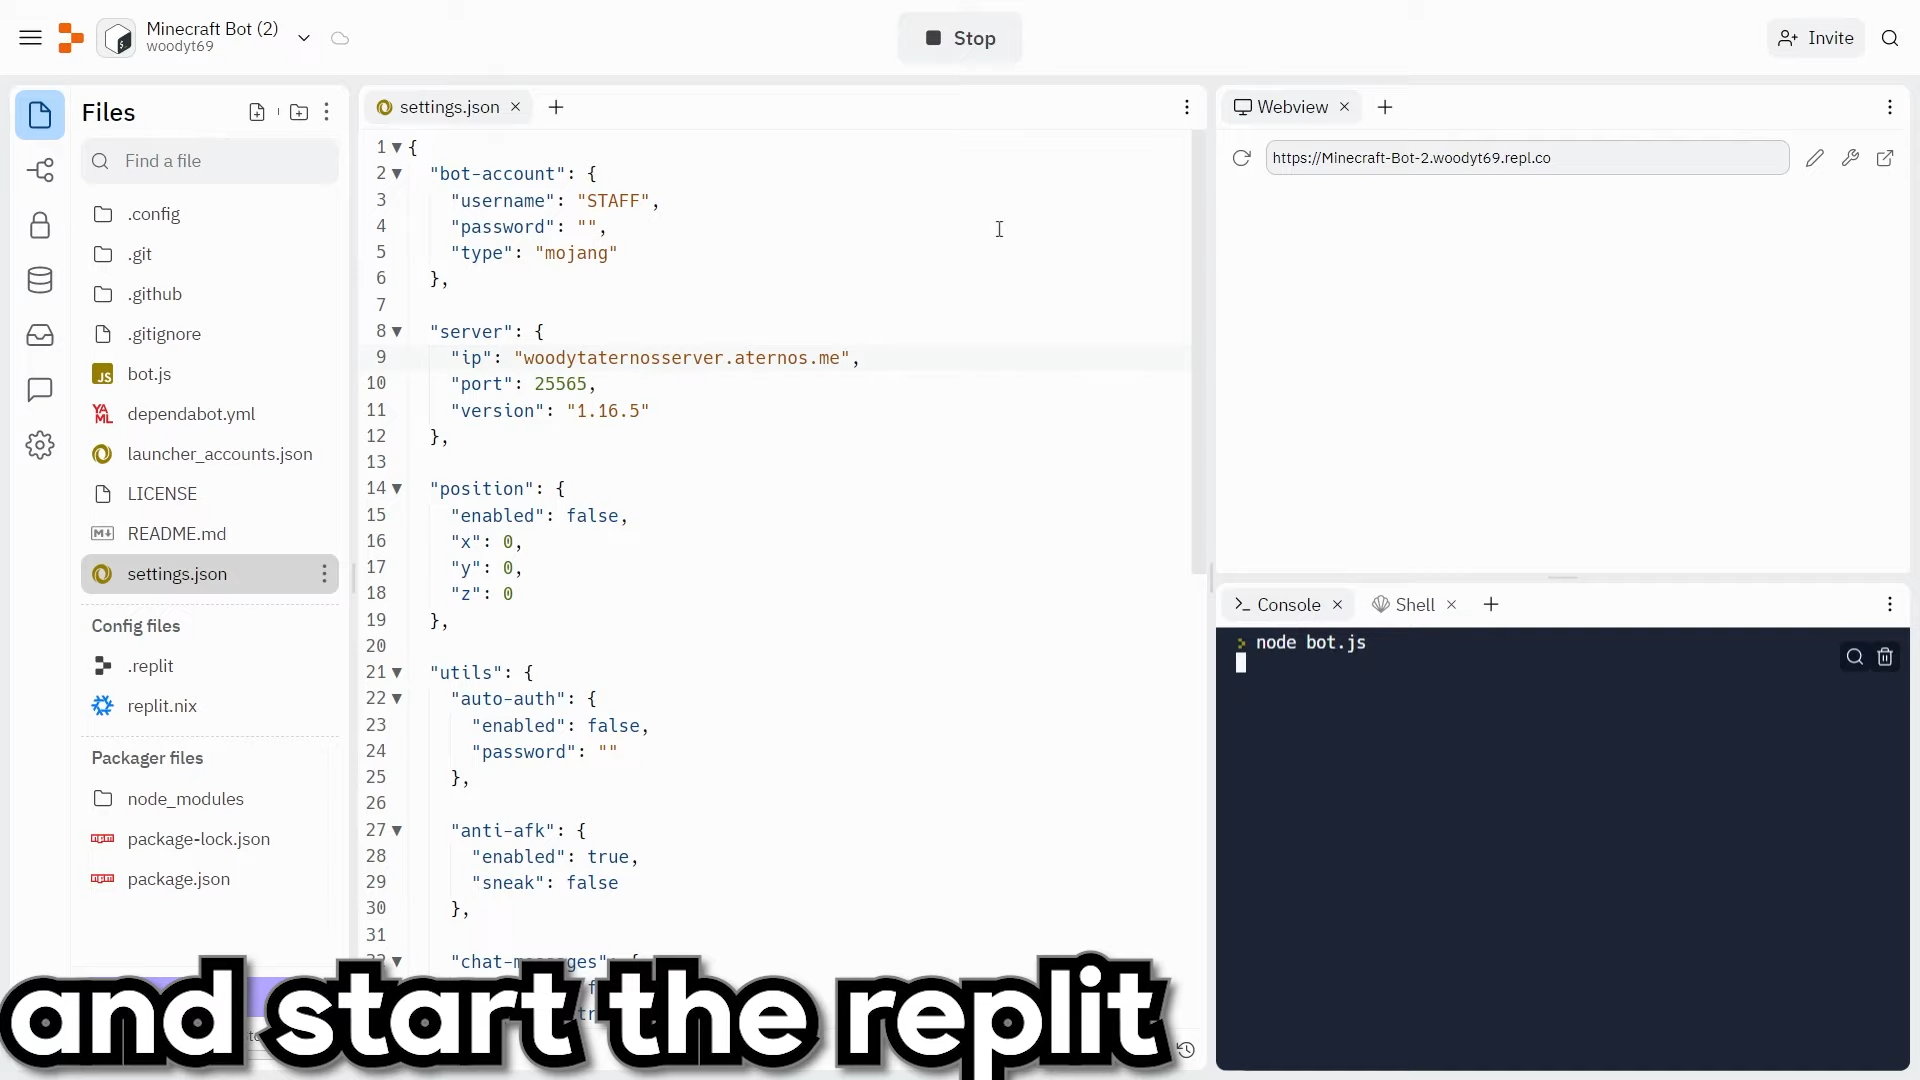 Minecraft Bot (2)
woodyt69
Stop
Invite
Files
Find a file
.config
.git
.github
.gitignore
JS bot.js
YAML dependabot.yml
launcher_accounts.json
LICENSE
README.md
settings.json
Config files
.replit
replit.nix
Packager files
node_modules
package-lock.json
package.json
settings.json
1 {
2 "bot-account": {
3 "username": "STAFF",
4 "password": "",
5 "type": "mojang"
6 },
7
8 "server": {
9 "ip": "woodytaternosserver.aternos.me",
10 "port": 25565,
11 "version": "1.16.5"
12 },
13
14 "position": {
15 "enabled": false,
16 "x": 0,
17 "y": 0,
18 "z": 0
19 },
20
21 "utils": {
22 "auto-auth": {
23 "enabled": false,
24 "password": ""
25 },
26
27 "anti-afk": {
28 "enabled": true,
29 "sneak": false
30 },
31
Webview
https://Minecraft-Bot-2.woodyt69.repl.co
Console
Shell
node bot.js
and start the replit